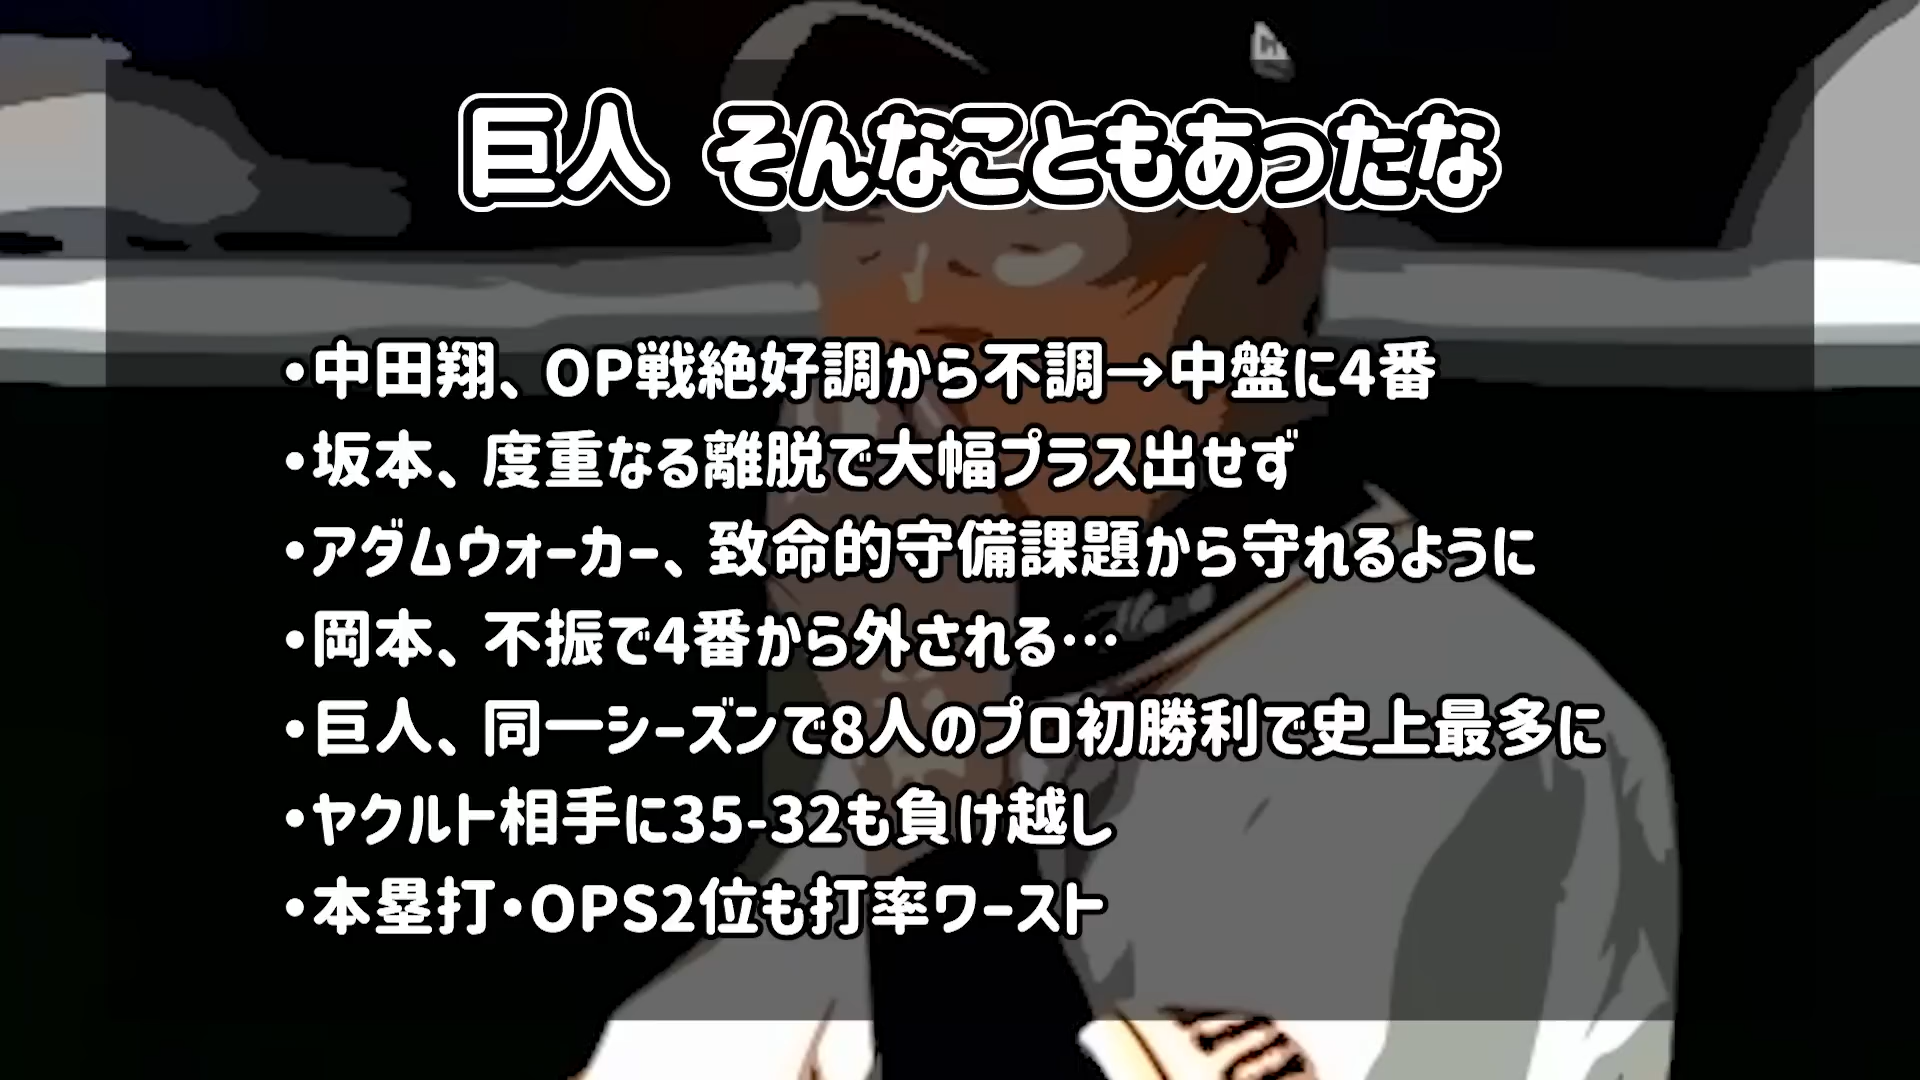 巨人 そんなこともあったな
・中田翔、OP戦絶好調から不調→中盤に4番
・坂本、度重なる離脱で大幅プラス出せず
・アダムウォーカー、致命的守備課題から守れるように
・岡本、不振で4番から外される…
・巨人、同一シーズンで8人のプロ初勝利で史上最多に
・ヤクルト相手に35-32も負け越し
・本塁打・OPS2位も打率ワースト